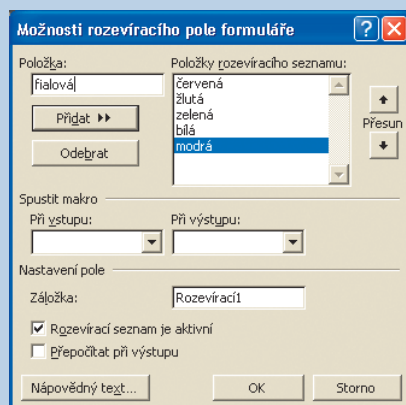 Možnosti rozevíracího pole formuláře
Položka: Položky rozevíracího seznamu:
fialová
červená
žlutá
zelená
bílá
modrá
Přidat
Odebrat
Přesun
Spustit makro
Při vstupu: Při výstupu:
Nastavení pole
Záložka: Rozevírací1
Rozevírací seznam je aktivní
Přepočítat při výstupu
Nápovědný text... OK Storno